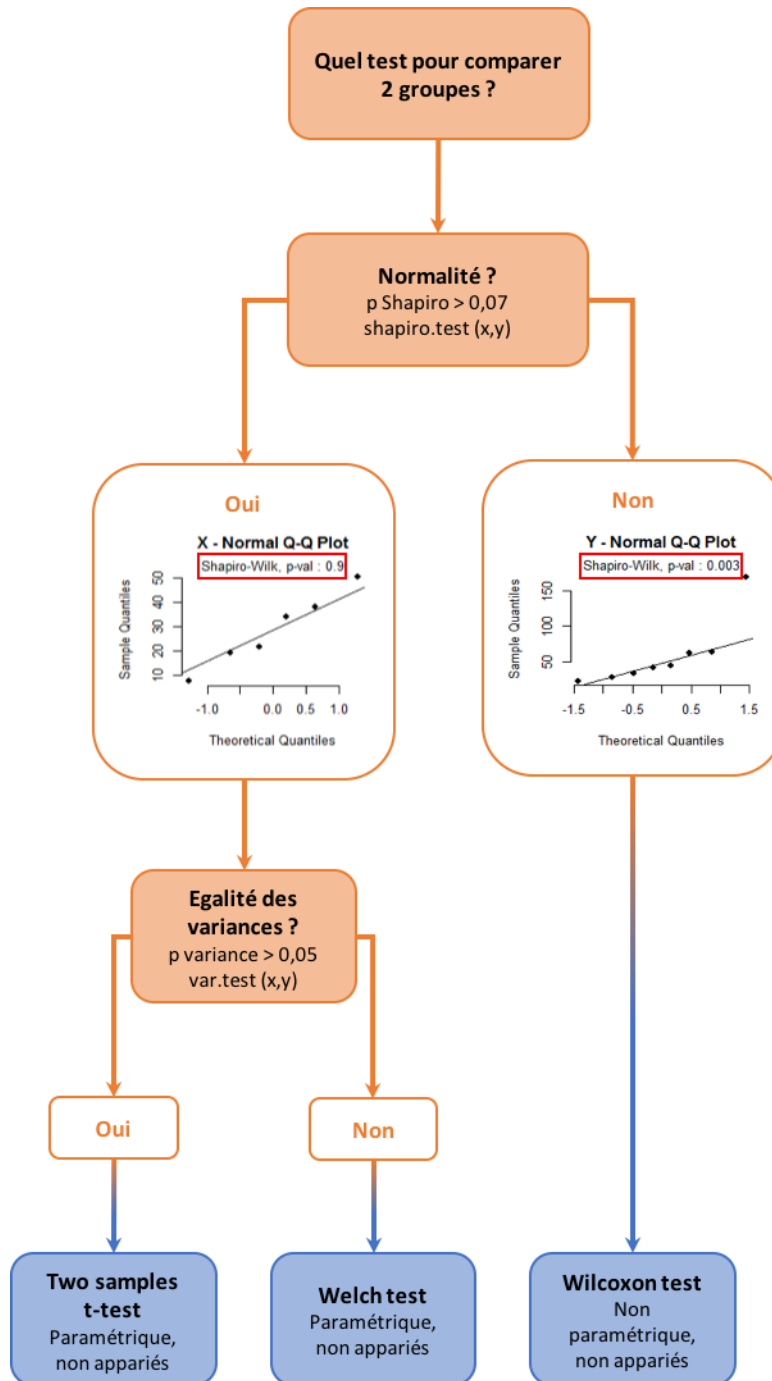 Quel test pour comparer
2 groupes ?
Normalité ?
p Shapiro > 0,07
shapiro.test (x,y)
Oui
X - Normal Q-Q Plot
Shapiro-Wilk, p-val : 0.9
Sample Quantiles
50
40
30
20
10
-1.0
0.0
0.5
1.0
Theoretical Quantiles
Non
Y - Normal Q-Q Plot
Shapiro-Wilk, p-val : 0.003
Sample Quantiles
150
100
50
-1.5
-0.5
0.5
1.5
Theoretical Quantiles
Egalité des
variances ?
p variance > 0,05
var.test (x,y)
Oui
Non
Two samples
t-test
Paramétrique,
non appariés
Welch test
Paramétrique,
non appariés
Wilcoxon test
Non
paramétrique,
non appariés